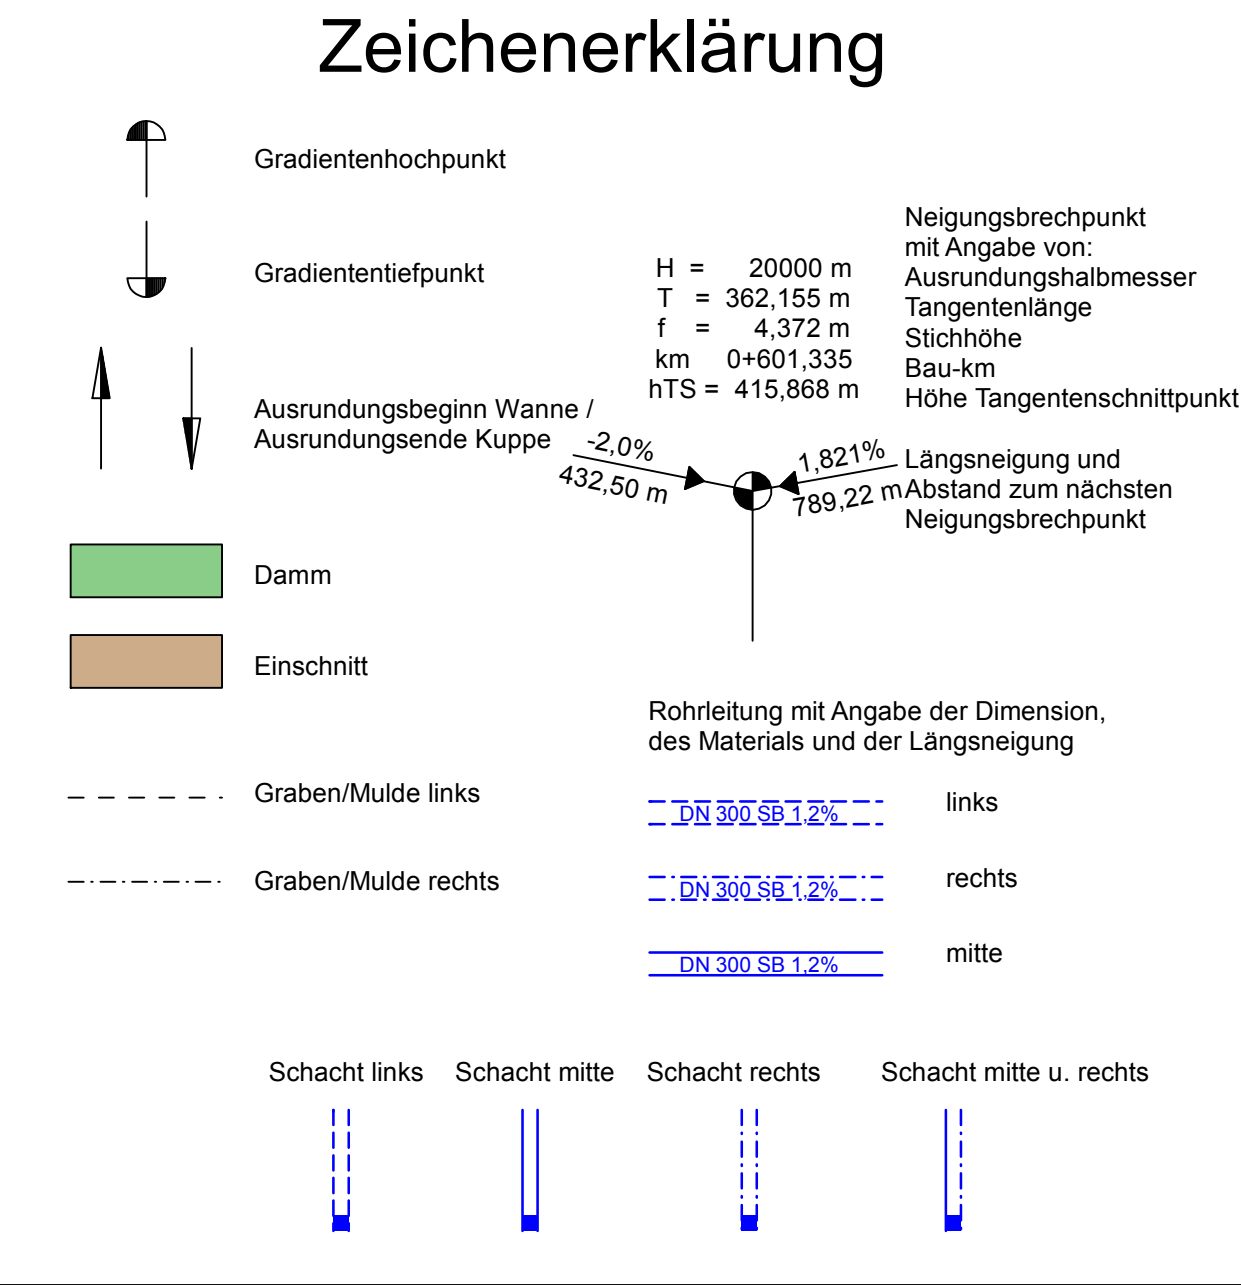 Zeichenerklärung
Gradientenhochpunkt
Gradiententiefpunkt
Ausrundungsbeginn Wanne /
Ausrundungsende Kuppe
Damm
Einschnitt
Graben/Mulde links
Graben/Mulde rechts
H = 20000 m
T = 362,155 m
f = 4,372 m
km 0+601,335
hTS = 415,868 m
Neigungsbrechpunkt
mit Angabe von:
Ausrundungshalbmesser
Tangentenlänge
Stichhöhe
Bau-km
Höhe Tangentenschnittpunkt
-2,0%
432,50 m
1,821%
789,22 m
Längsneigung und
Abstand zum nächsten
Neigungsbrechpunkt
Rohrleitung mit Angabe der Dimension,
des Materials und der Längsneigung
DN 300 SB 1,2%
links
DN 300 SB 1,2%
rechts
DN 300 SB 1,2%
mitte
Schacht links
Schacht mitte
Schacht rechts
Schacht mitte u. rechts